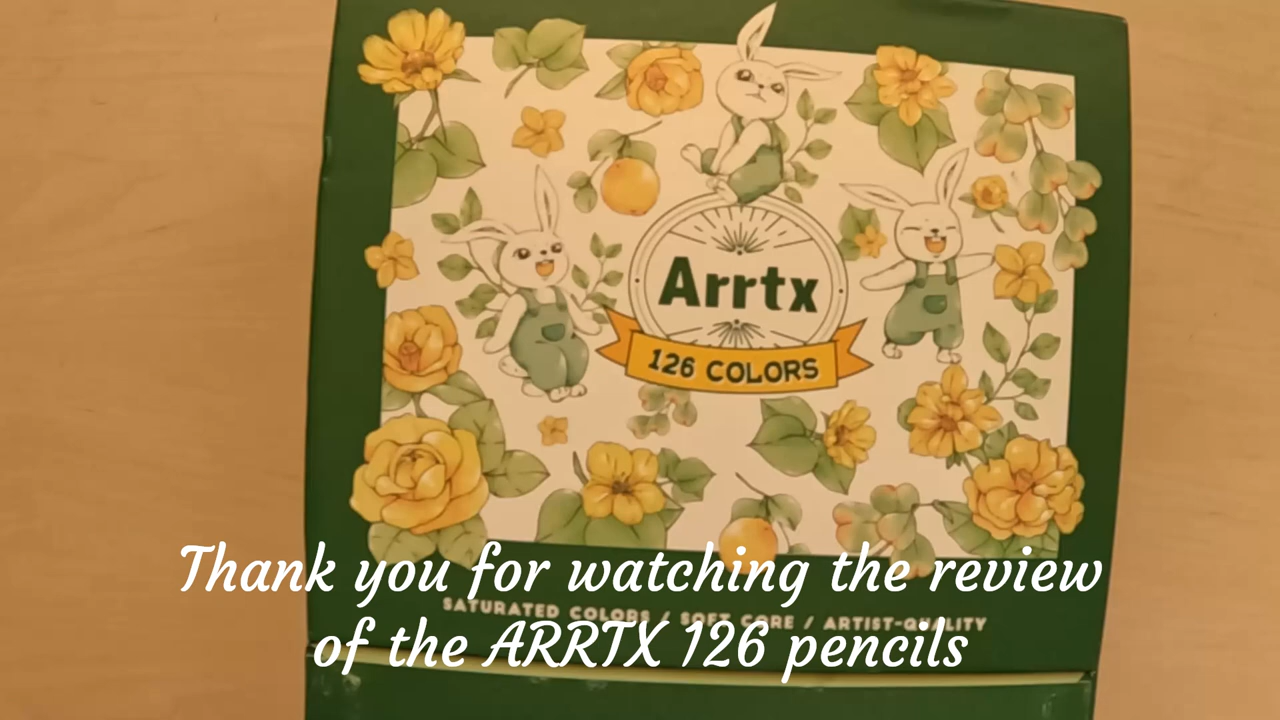 Arrtx
126 COLORS
Thank you for watching the review
SATURATED COLORS / SOFT CORE / ARTIST-QUALITY
of the ARRTX 126 pencils